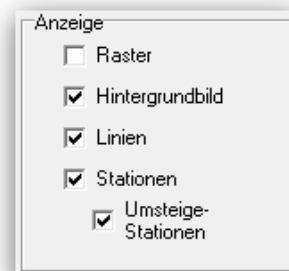 Anzeige
Raster
Hintergrundbild
Linien
Stationen
Umsteige-
Stationen